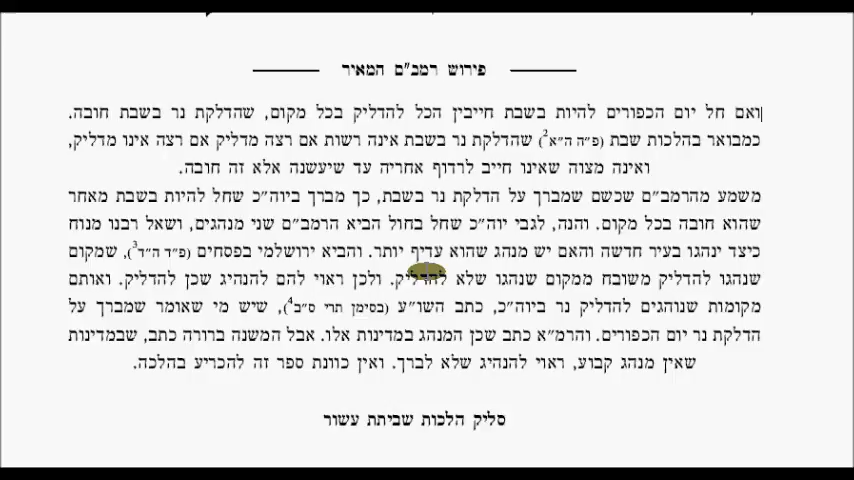 פירוש רמב"ם המאיר
ואם חל יום הכפורים להיות בשבת חייבין הכל להדליק בכל מקום, שהדלקת נר בשבת חובה.
כמבואר בהלכות שבת (פ"ה ה"א2) שהדלקת נר בשבת אינה רשות אם רצה מדליק אם רצה אינו מדליק,
ואינה מצוה שאינו חייב לרדוף אחריה עד שיעשנה אלא זה חובה.
משמע מהרמב"ם שכשם שמברך על הדלקת נר בשבת, כך מברך ביוה"כ שחל להיות בשבת מאחר
שהוא חובה בכל מקום. והנה, לגבי יוה"כ שחל בחול הביא הרמב"ם שני מנהגים, ושאל רבנו מנוח
כיצד ינהגו בעיר חדשה והאם יש מנהג שהוא עדיף יותר. והביא ירושלמי בפסחים (פ"ד ה"ד3), שמקום
שנהגו להדליק משובח ממקום שנהגו שלא להדליק. ולכן ראוי להם להנהיג שכן להדליק. ואותם
מקומות שנוהגים להדליק נר ביוה"כ, כתב השו"ע (בסימן תרי ס"ב4), שיש מי שאומר שמברך על
הדלקת נר יום הכפורים. והרמ"א כתב שכן המנהג במדינות אלו. אבל המשנה ברורה כתב, שבמדינות
שאין מנהג קבוע, ראוי להנהיג שלא לברך. ואין כוונת ספר זה להכריע בהלכה.
סליק הלכות שביתת עשור